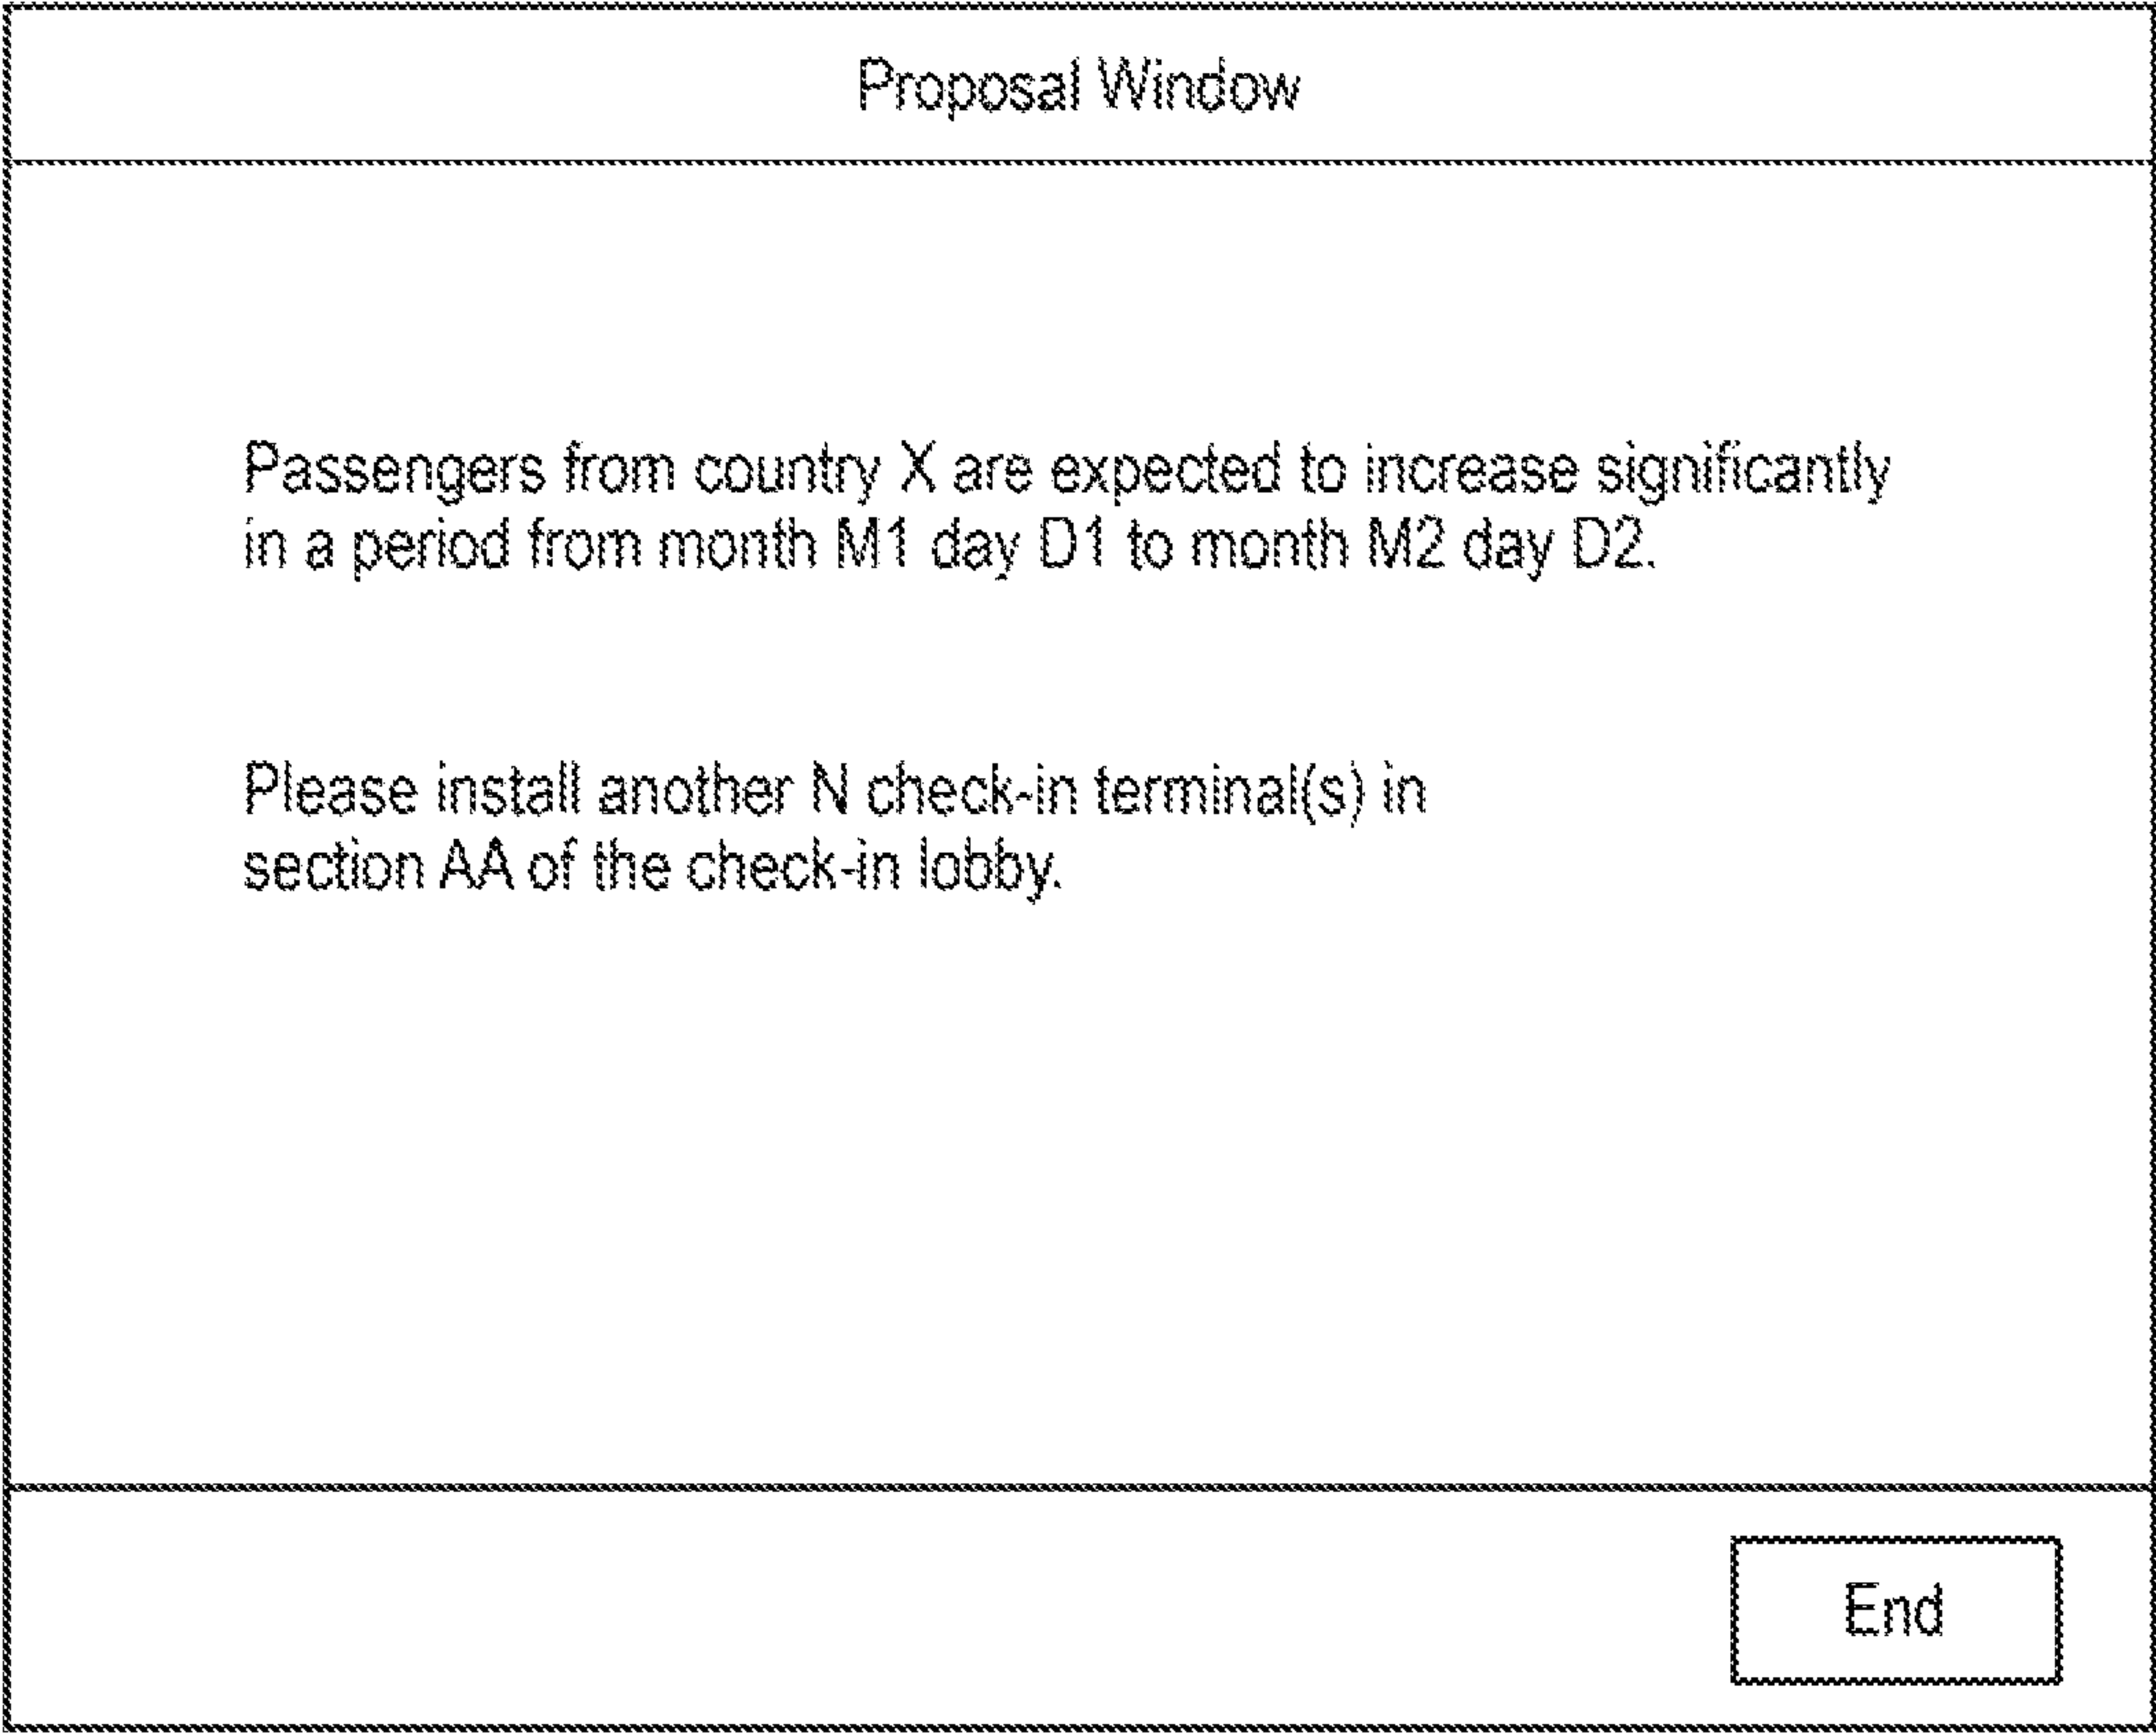 Proposal Window
Passengers from country X are expected to increase significantly
in a period from month M1 day D1 to month M2 day D2.
Please install another N check-in terminal(s) in
section AA of the check-in lobby.
End